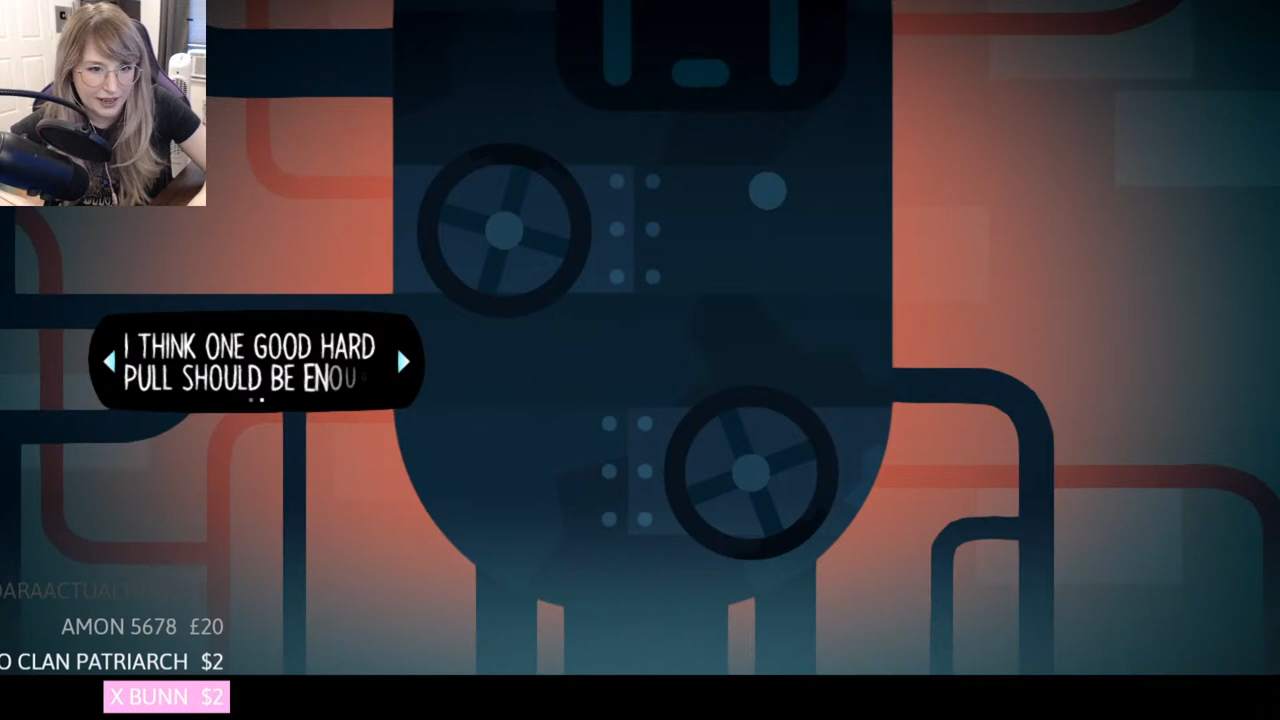 I THINK ONE GOOD HARD
PULL SHOULD BE ENOU
AMON 5678 £20
O CLAN PATRIARCH $2
X BUNN $2